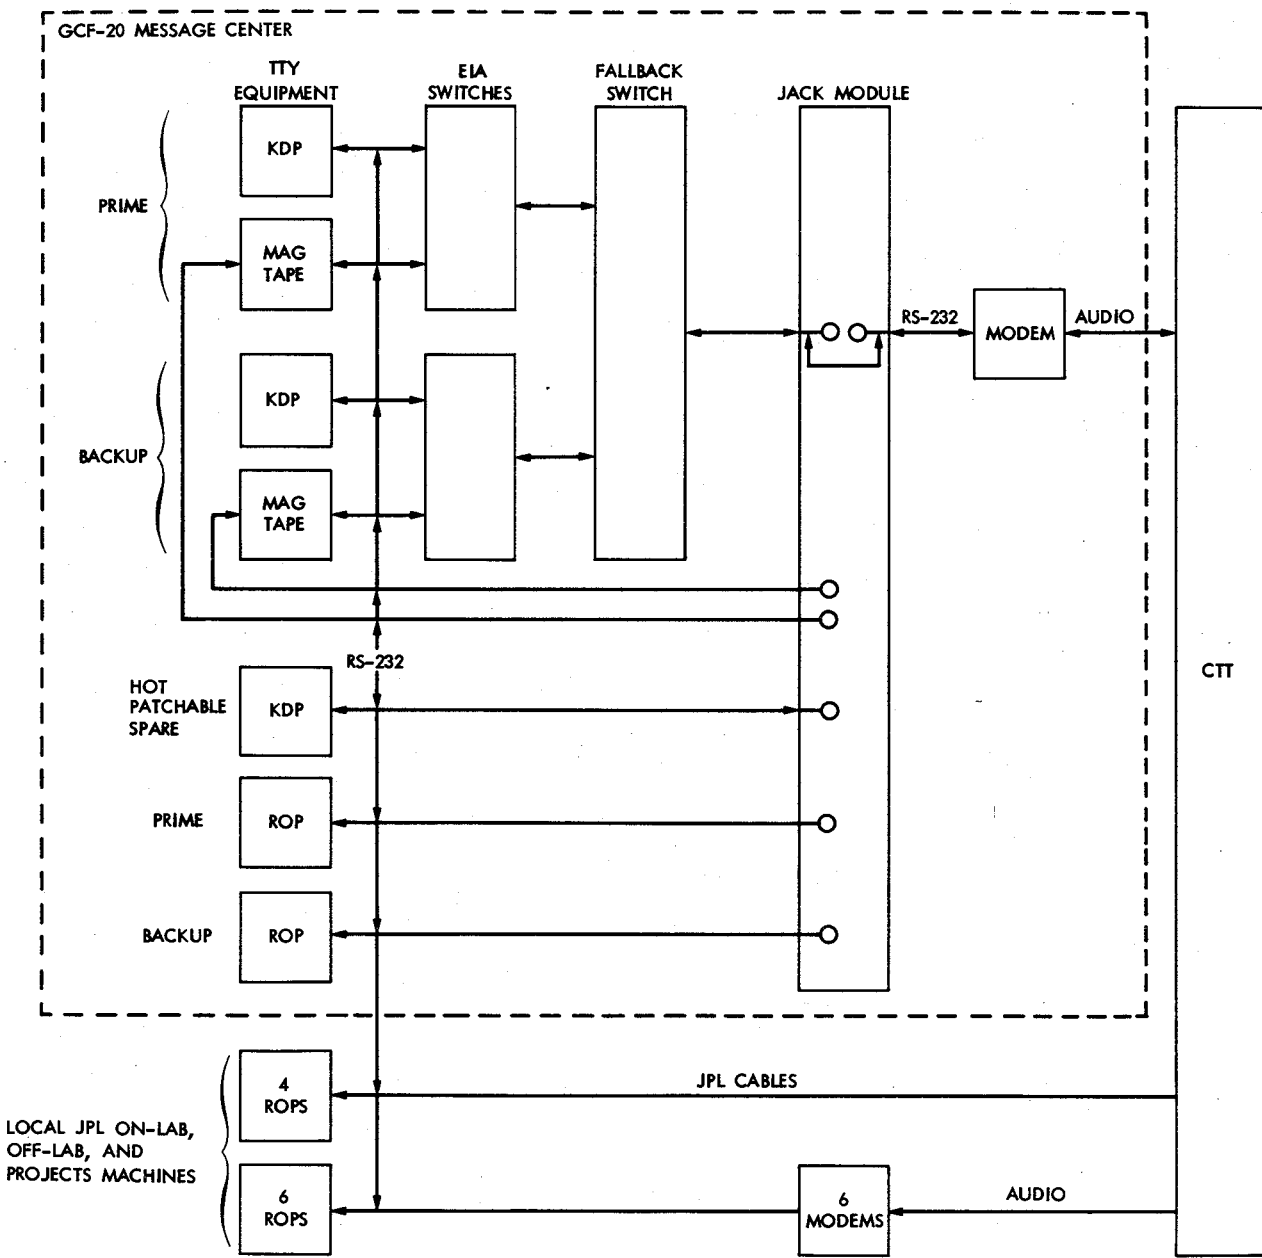 GCF-20 MESSAGE CENTER
TTY
EQUIPMENT
EIA
SWITCHES
FALLBACK
SWITCH
JACK MODULE
KDP
PRIME
MAG
TAPE
RS-232
MODEM
AUDIO
KDP
BACKUP
MAG
TAPE
RS-232
CTT
HOT
PATCHABLE
SPARE
KDP
PRIME
ROP
BACKUP
ROP
4
ROPS
JPL CABLES
LOCAL JPL ON-LAB,
OFF-LAB, AND
PROJECTS MACHINES
6
ROPS
6
MODEMS
AUDIO